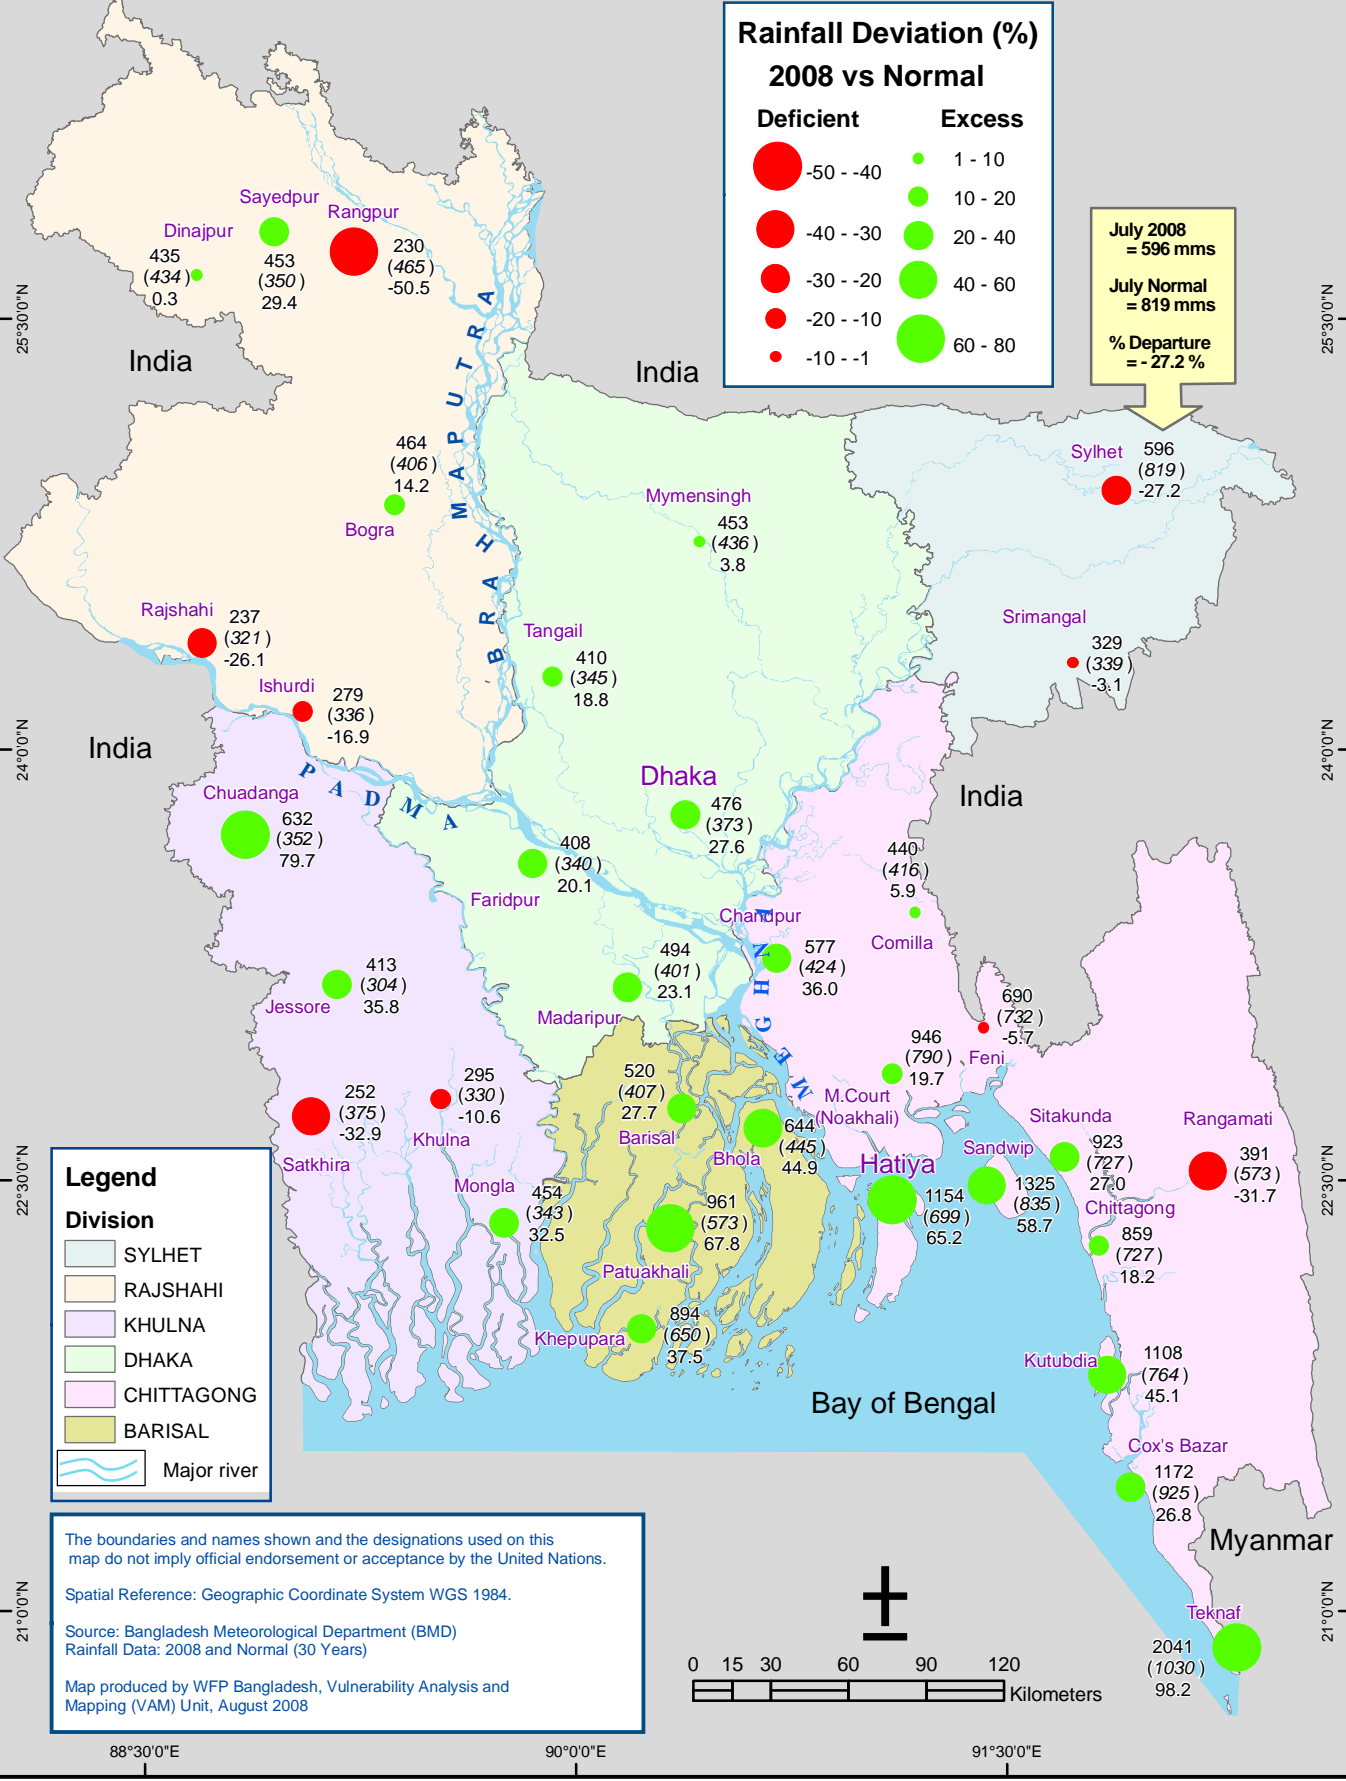 Rainfall Deviation (%)
2008 vs Normal
Deficient
Excess
-50 - -40
-40 - -30
-30 - -20
-20 - -10
-10 - -1
1 - 10
10 - 20
20 - 40
40 - 60
60 - 80
July 2008
= 596 mms
July Normal
= 819 mms
% Departure
= - 27.2 %
Dinajpur
435
(434)
0.3
Sayedpur
453
(350)
29.4
Rangpur
230
(465)
-50.5
25°30'0"N
25°30'0"N
India
India
BRAHMAPUTRA
464
(406)
14.2
Bogra
Mymensingh
453
(436)
3.8
Sylhet
596
(819)
-27.2
Rajshahi
237
(321)
-26.1
Ishurdi
279
(336)
-16.9
Tangail
410
(345)
18.8
Srimangal
329
(339)
-3.1
24°0'0"N
24°0'0"N
India
India
PADMA
Chuadanga
632
(352)
79.7
Dhaka
476
(373)
27.6
408
(340)
20.1
Faridpur
440
(416)
5.9
Comilla
Chandpur
577
(424)
36.0
MEGHNA
413
(304)
35.8
Jessore
494
(401)
23.1
Madaripur
690
(732)
-5.7
Feni
946
(790)
19.7
M.Court
(Noakhali)
252
(375)
-32.9
Satkhira
295
(330)
-10.6
Khulna
520
(407)
27.7
Barisal
644
(445)
44.9
Bhola
Sitakunda
923
(727)
27.0
Rangamati
391
(573)
-31.7
Sandwip
1325
(835)
58.7
Hatiya
1154
(699)
65.2
Mongla
454
(343)
32.5
961
(573)
67.8
Patuakhali
Chittagong
859
(727)
18.2
22°30'0"N
22°30'0"N
Khepupara
894
(650)
37.5
Kutubdia
1108
(764)
45.1
Bay of Bengal
Cox's Bazar
1172
(925)
26.8
Myanmar
Teknaf
2041
(1030)
98.2
21°0'0"N
21°0'0"N
Legend
Division
SYLHET
RAJSHAHI
KHULNA
DHAKA
CHITTAGONG
BARISAL
Major river
The boundaries and names shown and the designations used on this
map do not imply official endorsement or acceptance by the United Nations.
Spatial Reference: Geographic Coordinate System WGS 1984.
Source: Bangladesh Meteorological Department (BMD)
Rainfall Data: 2008 and Normal (30 Years)
Map produced by WFP Bangladesh, Vulnerability Analysis and
Mapping (VAM) Unit, August 2008
0 15 30 60 90 120
Kilometers
88°30'0"E
90°0'0"E
91°30'0"E